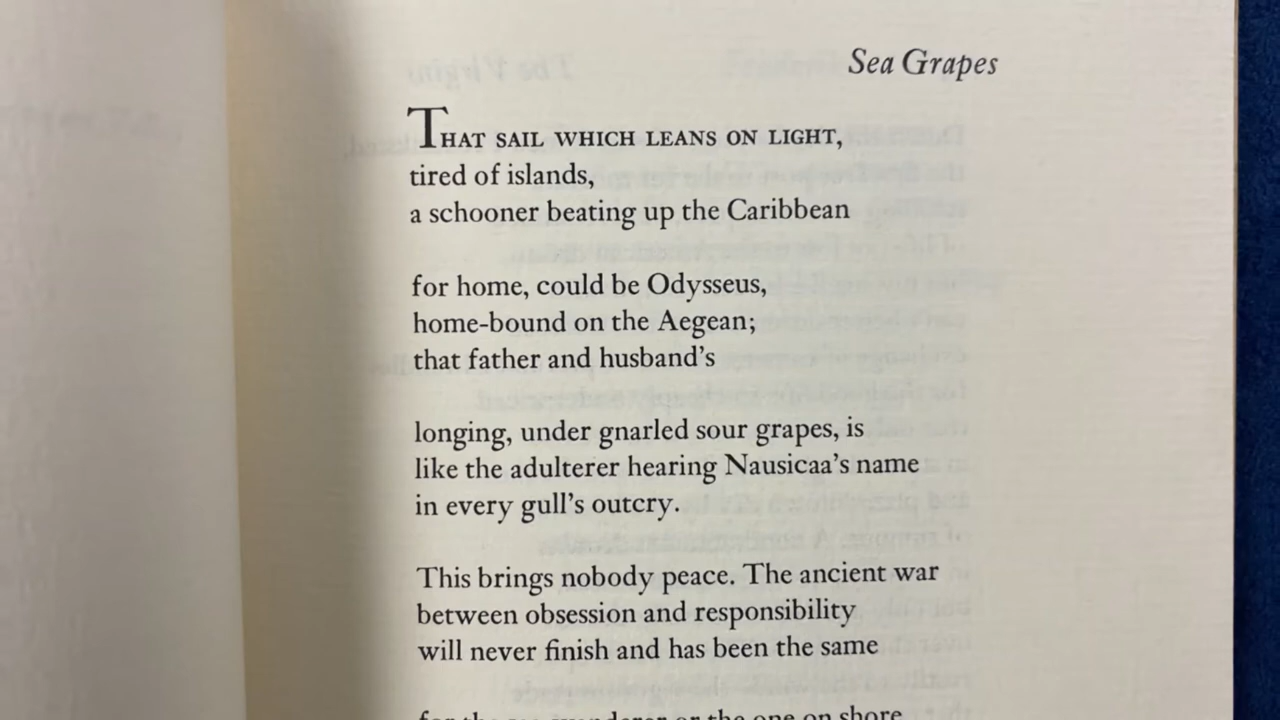 Sea Grapes
THAT SAIL WHICH LEANS ON LIGHT,
tired of islands,
a schooner beating up the Caribbean
for home, could be Odysseus,
home-bound on the Aegean;
that father and husband's
longing, under gnarled sour grapes, is
like the adulterer hearing Nausicaa's name
in every gull's outcry.
This brings nobody peace. The ancient war
between obsession and responsibility
will never finish and has been the same
for the sea-wanderer or the one on shore